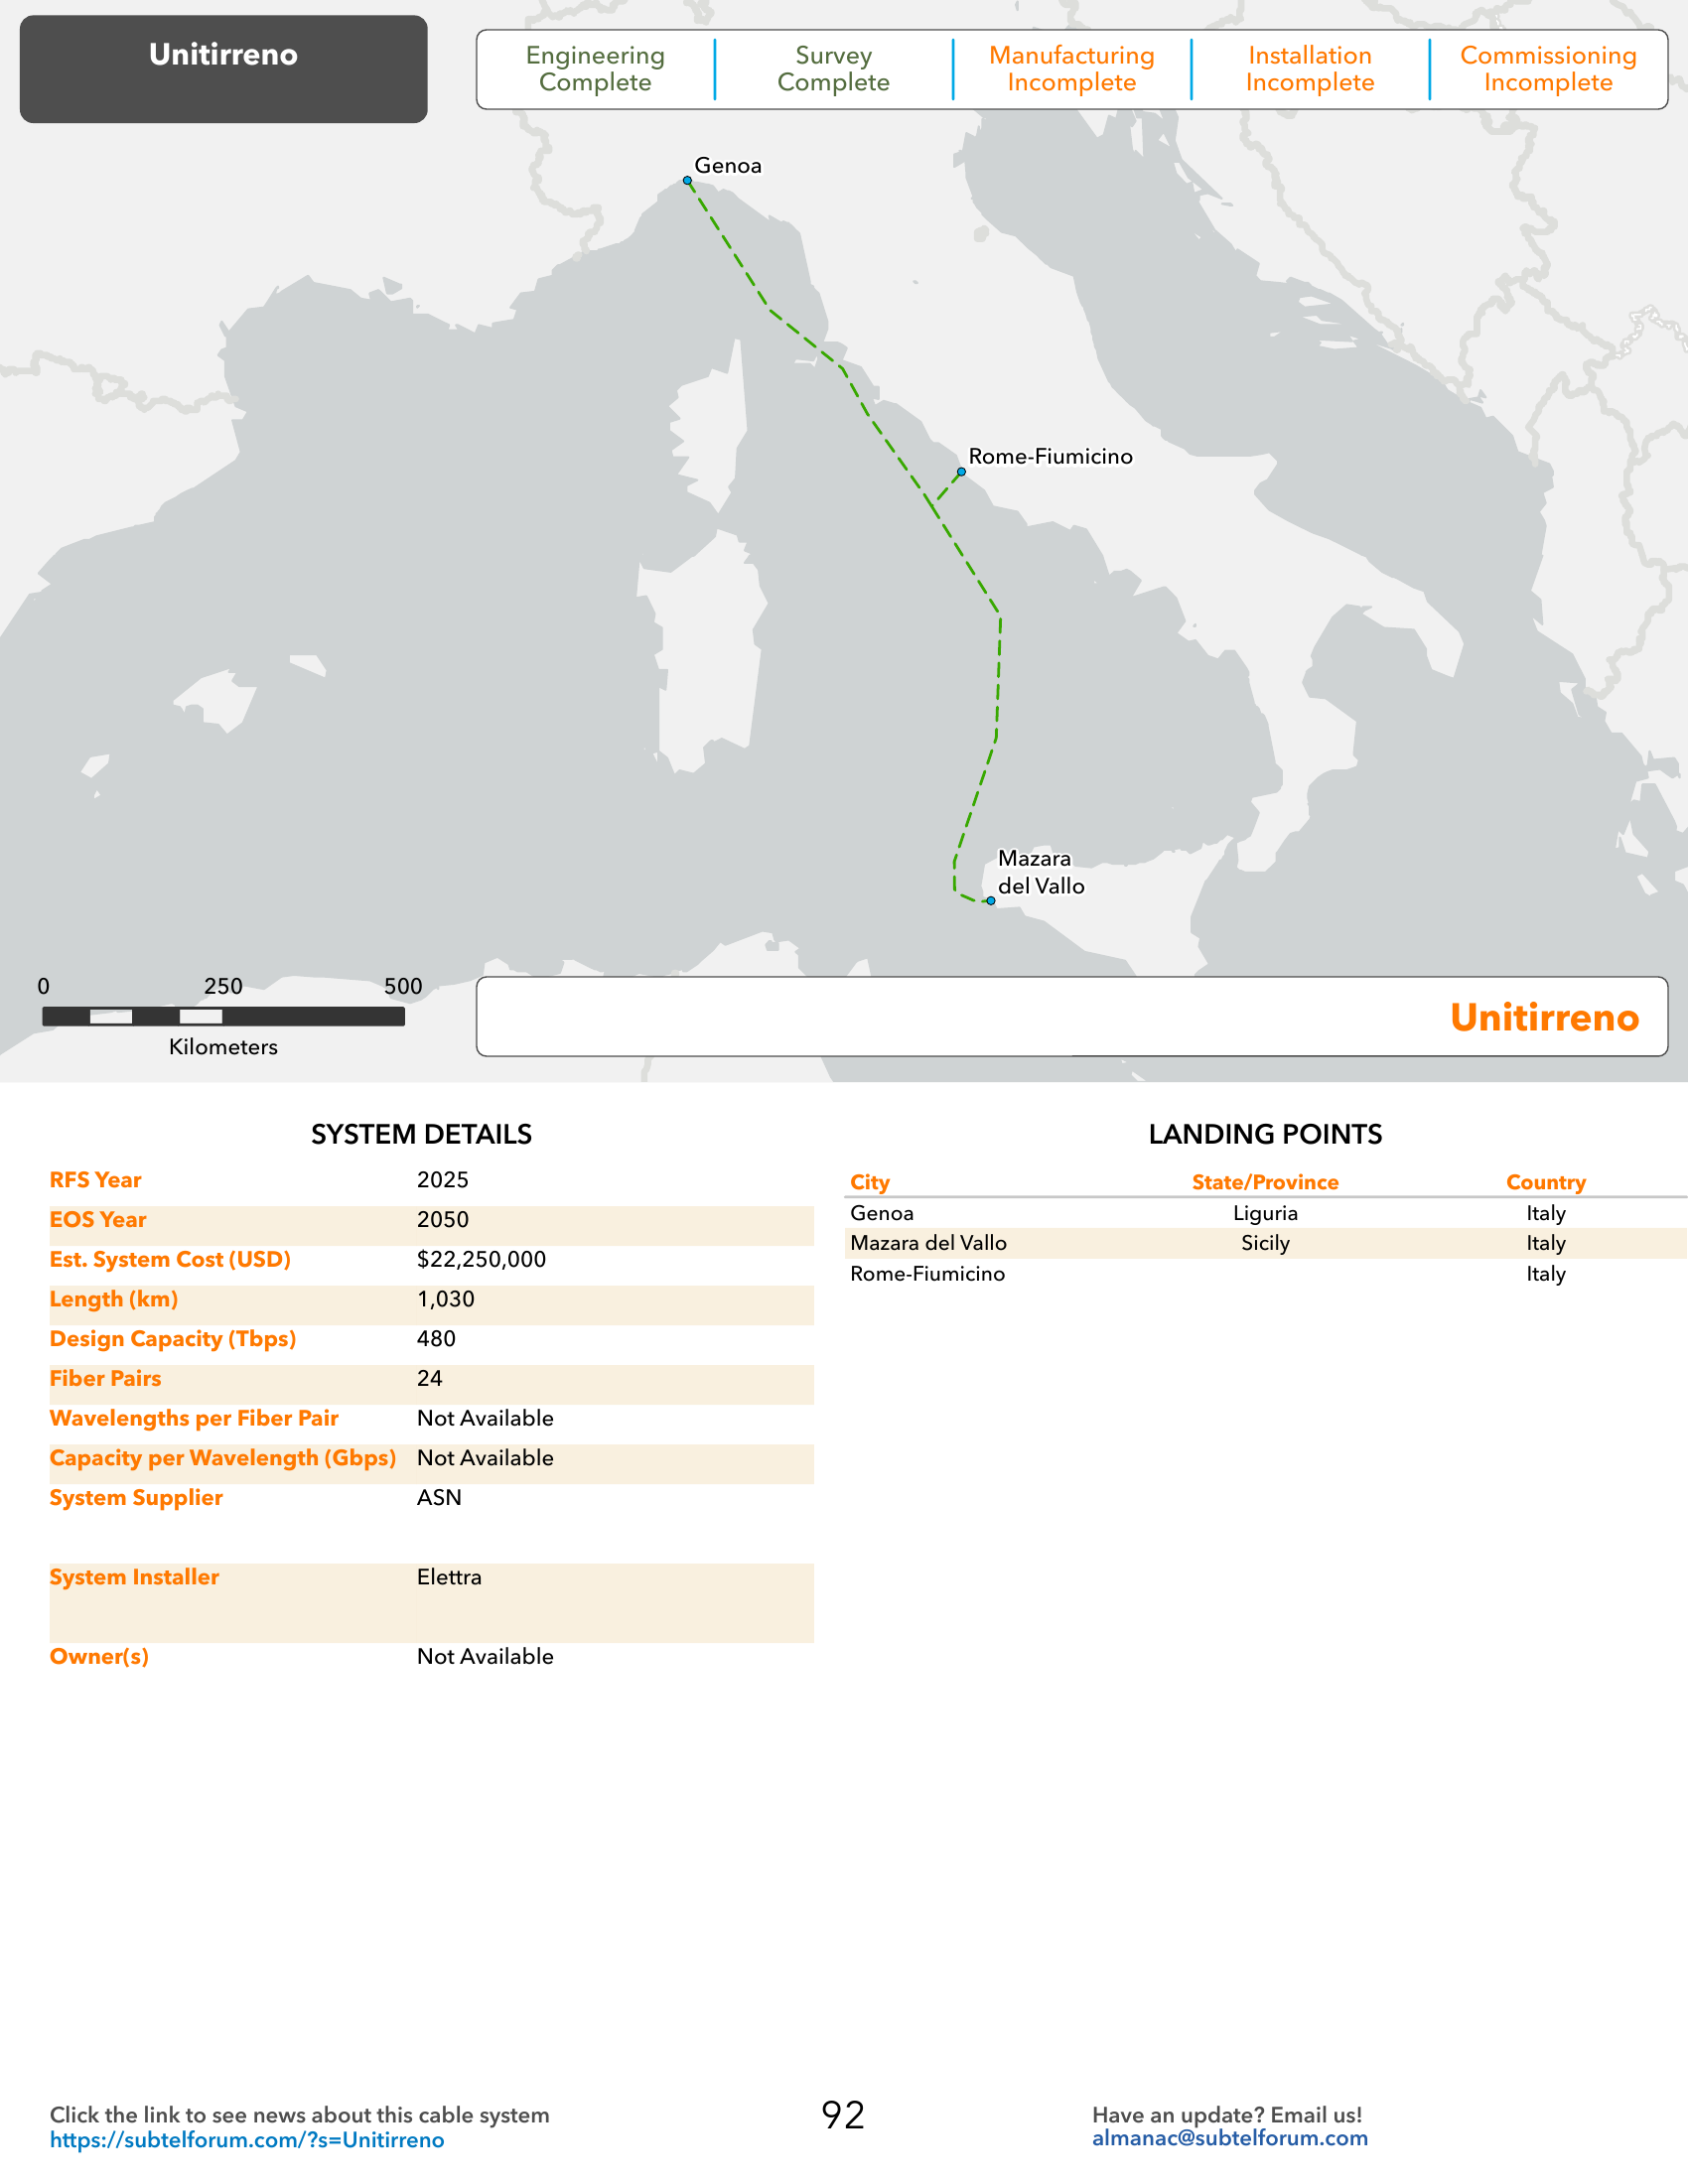 Unitirreno
Engineering
Complete
Survey
Complete
Manufacturing
Incomplete
Installation
Incomplete
Commissioning
Incomplete
Genoa
Rome-Fiumicino
Mazara
del Vallo
0 250 500
Kilometers
Unitirreno
SYSTEM DETAILS
RFS Year 2025
EOS Year 2050
Est. System Cost (USD) $22,250,000
Length (km) 1,030
Design Capacity (Tbps) 480
Fiber Pairs 24
Wavelengths per Fiber Pair Not Available
Capacity per Wavelength (Gbps) Not Available
System Supplier ASN
System Installer Elettra
Owner(s) Not Available
LANDING POINTS
City State/Province Country
Genoa Liguria Italy
Mazara del Vallo Sicily Italy
Rome-Fiumicino Italy
Click the link to see news about this cable system
https://subtelforum.com/?s=Unitirreno
92
Have an update? Email us!
almanac@subtelforum.com